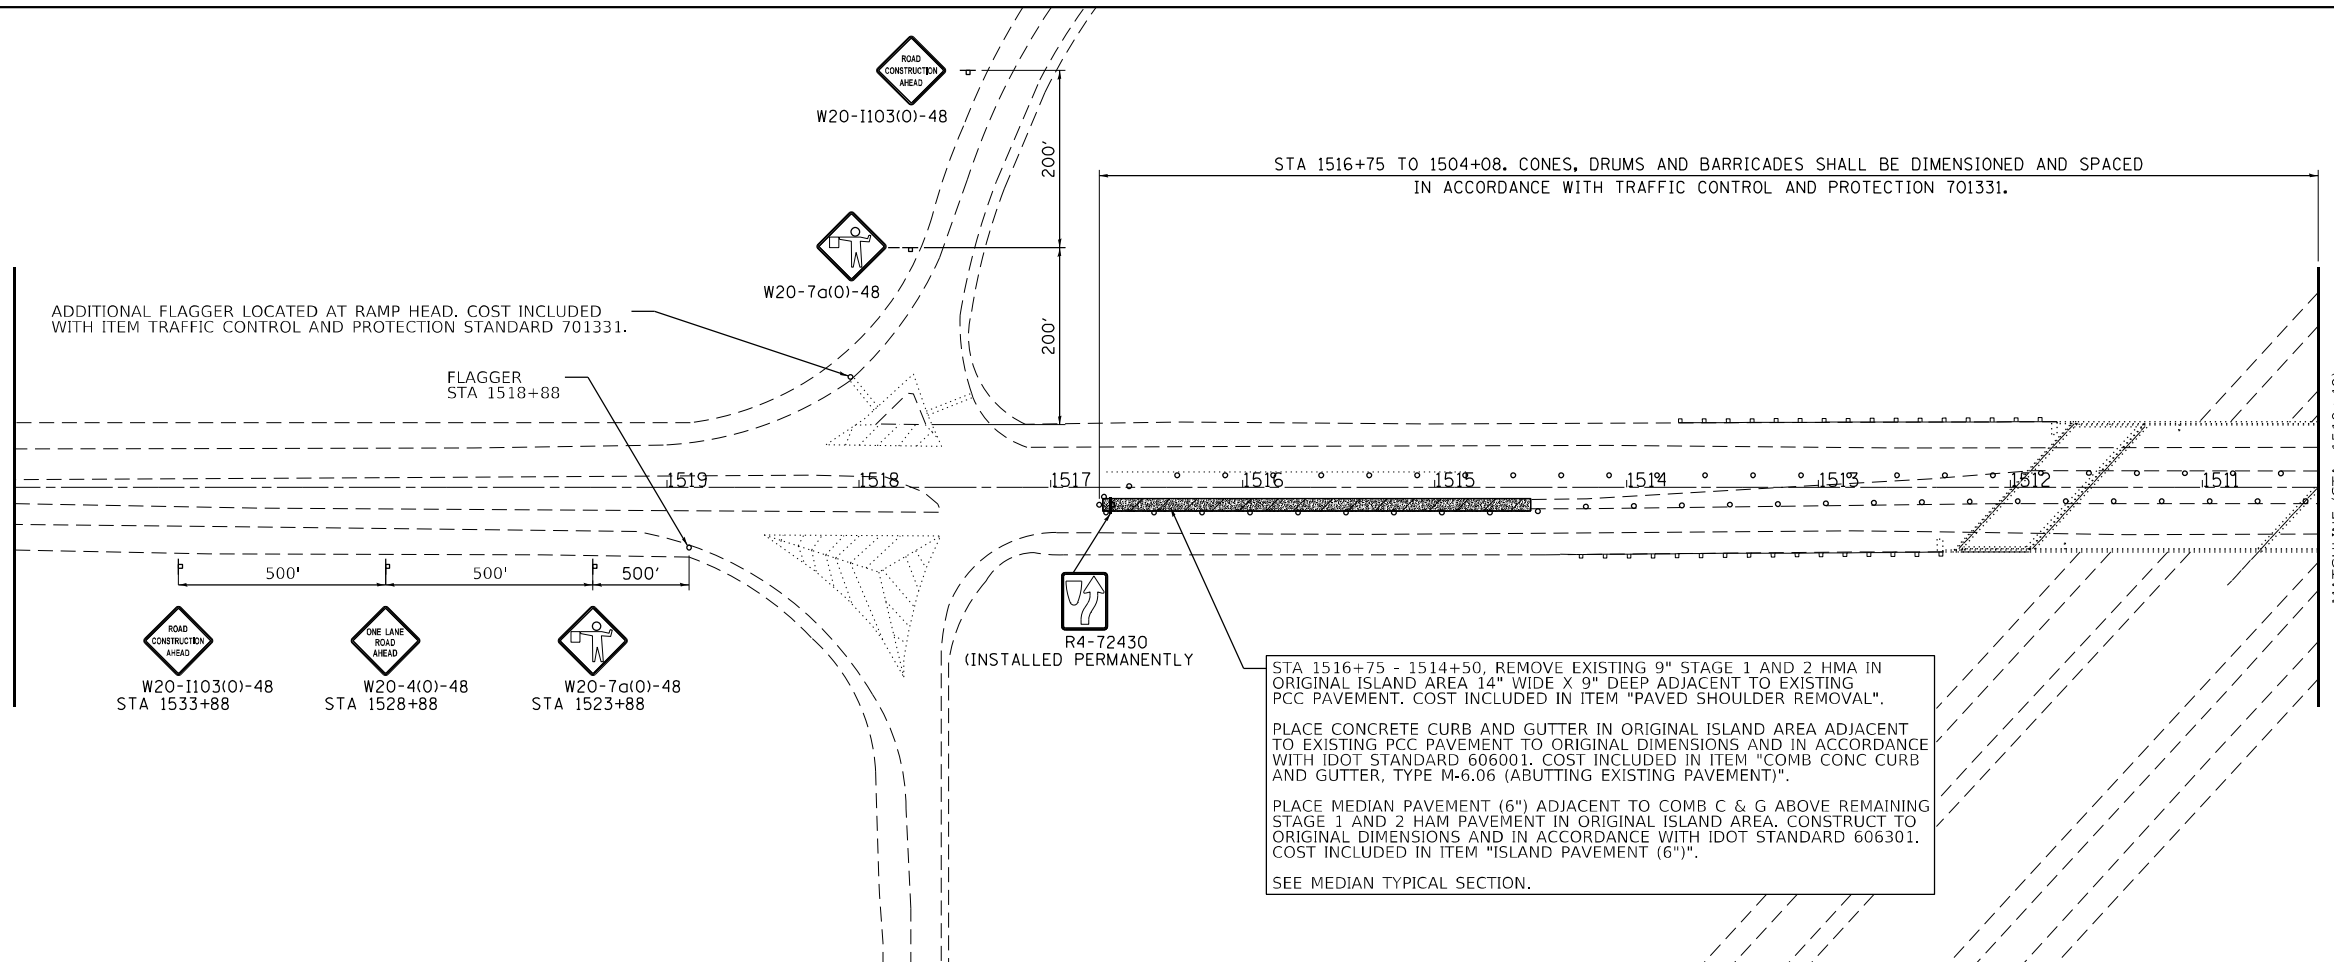 ROAD
CONSTRUCTION
AHEAD
W20-I103(O)-48
200'
STA 1516+75 TO 1504+08. CONES, DRUMS AND BARRICADES SHALL BE DIMENSIONED AND SPACED
IN ACCORDANCE WITH TRAFFIC CONTROL AND PROTECTION 701331.
W20-7a(O)-48
200'
ADDITIONAL FLAGGER LOCATED AT RAMP HEAD. COST INCLUDED
WITH ITEM TRAFFIC CONTROL AND PROTECTION STANDARD 701331.
FLAGGER
STA 1518+88
1519
1518
1517
1516
1515
1514
1513
1512
1511
500'
500'
500'
ROAD
CONSTRUCTION
AHEAD
W20-I103(O)-48
STA 1533+88
ONE LANE
ROAD
AHEAD
W20-4(O)-48
STA 1528+88
W20-7a(O)-48
STA 1523+88
R4-72430
(INSTALLED PERMANENTLY
STA 1516+75 - 1514+50, REMOVE EXISTING 9" STAGE 1 AND 2 HMA IN
ORIGINAL ISLAND AREA 14" WIDE X 9" DEEP ADJACENT TO EXISTING
PCC PAVEMENT. COST INCLUDED IN ITEM "PAVED SHOULDER REMOVAL".
PLACE CONCRETE CURB AND GUTTER IN ORIGINAL ISLAND AREA ADJACENT
TO EXISTING PCC PAVEMENT TO ORIGINAL DIMENSIONS AND IN ACCORDANCE
WITH IDOT STANDARD 606001. COST INCLUDED IN ITEM "COMB CONC CURB
AND GUTTER, TYPE M-6.06 (ABUTTING EXISTING PAVEMENT)".
PLACE MEDIAN PAVEMENT (6") ADJACENT TO COMB C & G ABOVE REMAINING
STAGE 1 AND 2 HAM PAVEMENT IN ORIGINAL ISLAND AREA. CONSTRUCT TO
ORIGINAL DIMENSIONS AND IN ACCORDANCE WITH IDOT STANDARD 606301.
COST INCLUDED IN ITEM "ISLAND PAVEMENT (6")".
SEE MEDIAN TYPICAL SECTION.